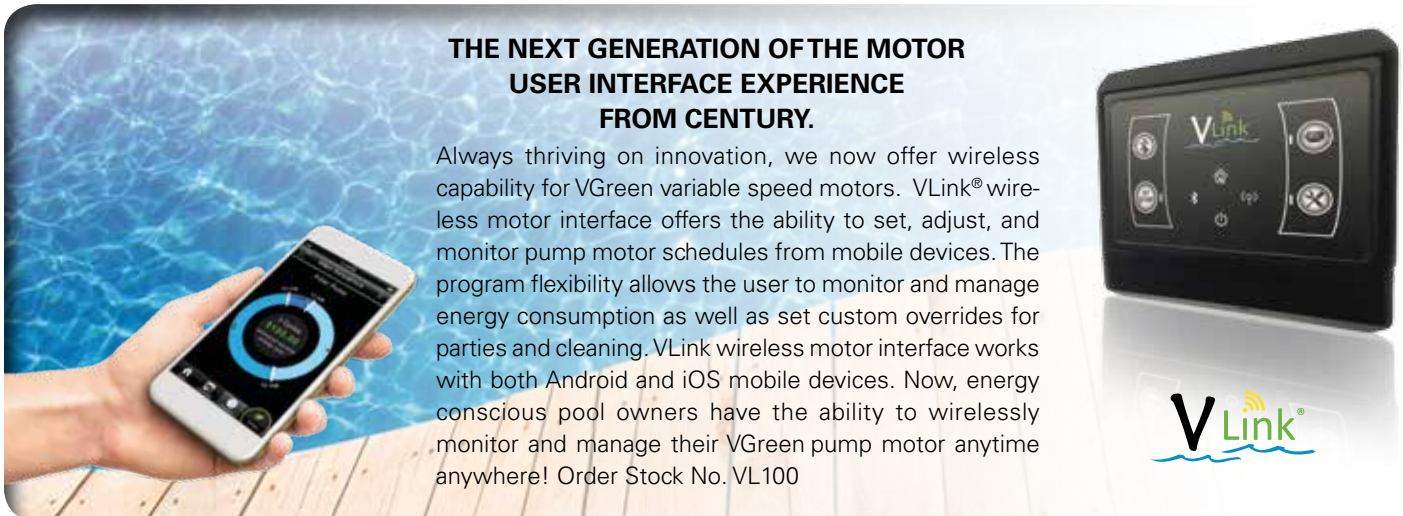 THE NEXT GENERATION OF THE MOTOR
USER INTERFACE EXPERIENCE
FROM CENTURY.
Always thriving on innovation, we now offer wireless
capability for VGreen variable speed motors. VLink® wire-
less motor interface offers the ability to set, adjust, and
monitor pump motor schedules from mobile devices. The
program flexibility allows the user to monitor and manage
energy consumption as well as set custom overrides for
parties and cleaning. VLink wireless motor interface works
with both Android and iOS mobile devices. Now, energy
conscious pool owners have the ability to wirelessly
monitor and manage their VGreen pump motor anytime
anywhere! Order Stock No. VL100
VLink
VLink®